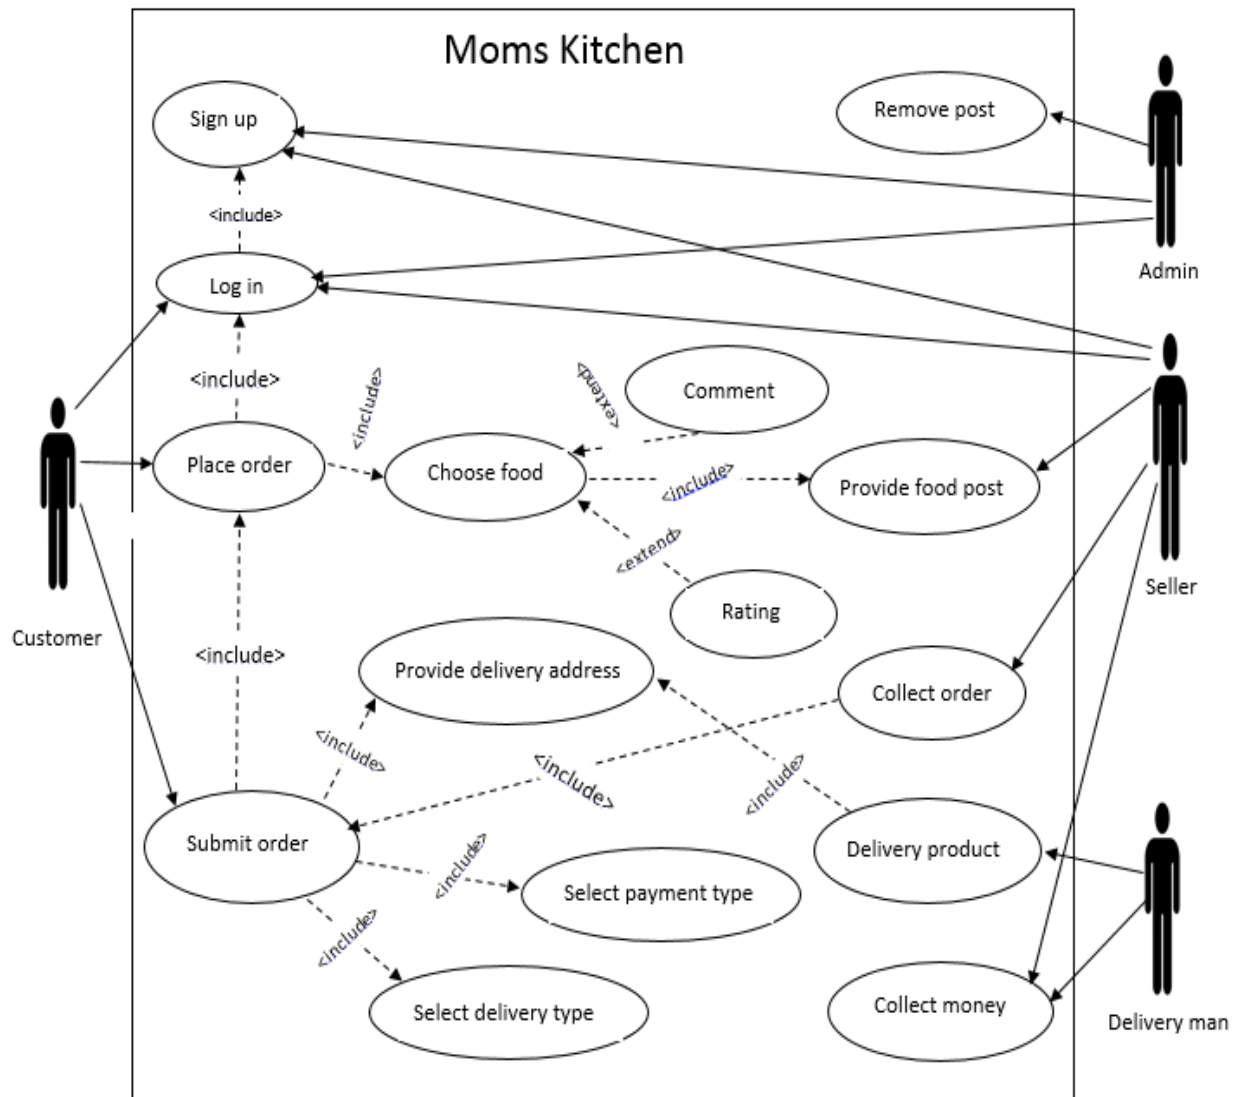 Moms Kitchen
Sign up
Remove post
<include>
Admin
Log in
<include>
<include>
<extend>
Comment
Customer
Place order
Choose food
<include>
Provide food post
<extend>
Seller
Rating
<include>
Provide delivery address
Collect order
<include>
<include>
<include>
Submit order
<include>
Delivery product
Select payment type
<include>
Select delivery type
Collect money
Delivery man